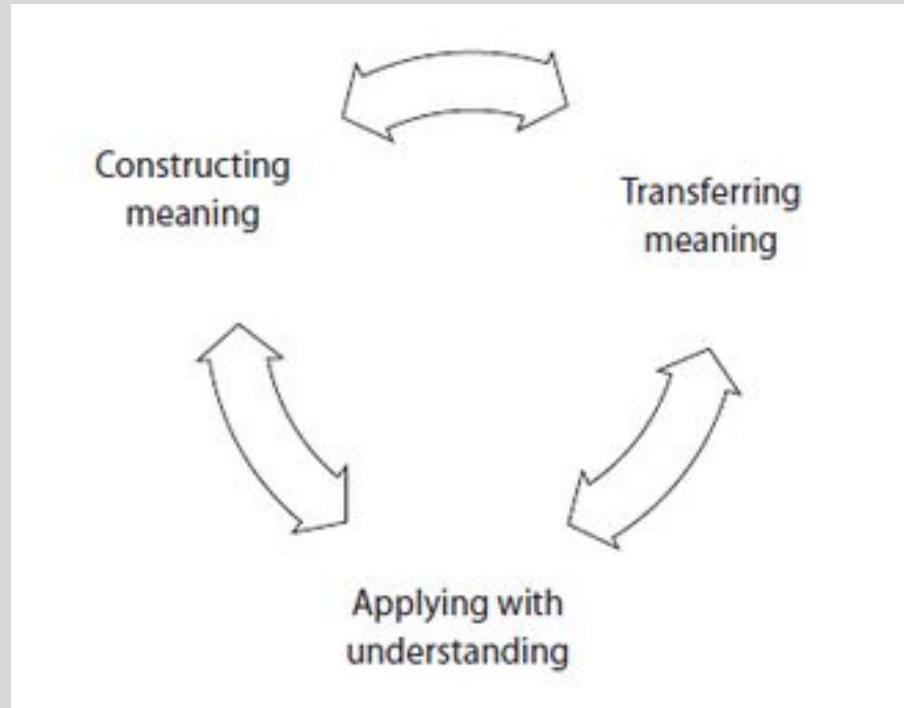 Constructing
meaning
Transferring
meaning
Applying with
understanding